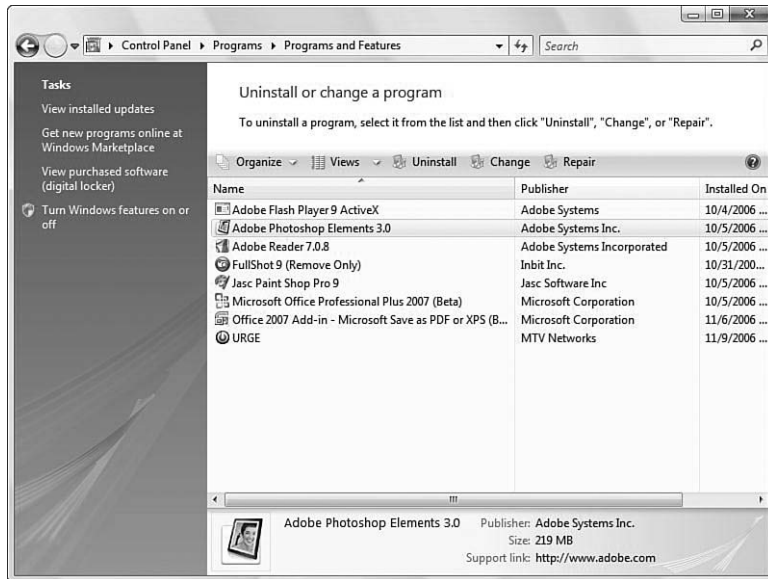 Control Panel Programs Programs and Features Search
Tasks
View installed updates
Get new programs online at
Windows Marketplace
View purchased software
(digital locker)
Turn Windows features on or
off
Uninstall or change a program
To uninstall a program, select it from the list and then click "Uninstall", "Change", or "Repair".
Organize Views Uninstall Change Repair
Name Publisher Installed On
Adobe Flash Player 9 ActiveX Adobe Systems 10/4/2006 ...
Adobe Photoshop Elements 3.0 Adobe Systems Inc. 10/5/2006 ...
Adobe Reader 7.0.8 Adobe Systems Incorporated 10/5/2006 ...
FullShot 9 (Remove Only) Inbit Inc. 10/31/200...
Jasc Paint Shop Pro 9 Jasc Software Inc 10/5/2006 ...
Microsoft Office Professional Plus 2007 (Beta) Microsoft Corporation 10/5/2006 ...
Office 2007 Add-in - Microsoft Save as PDF or XPS (B... Microsoft Corporation 11/6/2006 ...
URGE MTV Networks 11/9/2006 ...
Adobe Photoshop Elements 3.0 Publisher: Adobe Systems Inc.
Size: 219 MB
Support link: http://www.adobe.com